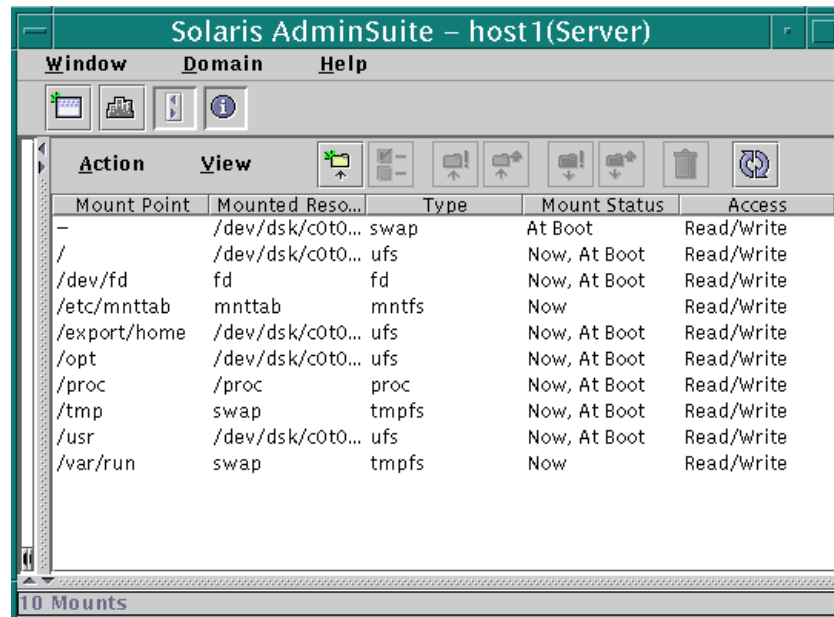 Solaris AdminSuite – host1(Server)
Window Domain Help
Action View
Mount Point Mounted Reso... Type Mount Status Access
– /dev/dsk/c0t0... swap At Boot Read/Write
/ /dev/dsk/c0t0... ufs Now, At Boot Read/Write
/dev/fd fd fd Now, At Boot Read/Write
/etc/mnttab mnttab mntfs Now Read/Write
/export/home /dev/dsk/c0t0... ufs Now, At Boot Read/Write
/opt /dev/dsk/c0t0... ufs Now, At Boot Read/Write
/proc /proc proc Now, At Boot Read/Write
/tmp swap tmpfs Now, At Boot Read/Write
/usr /dev/dsk/c0t0... ufs Now, At Boot Read/Write
/var/run swap tmpfs Now Read/Write
10 Mounts